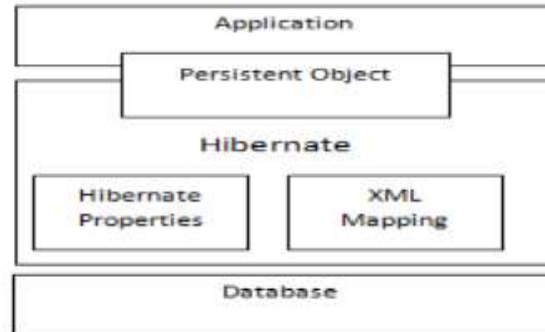 Application
Persistent Object
Hibernate
Hibernate
Properties
XML
Mapping
Database